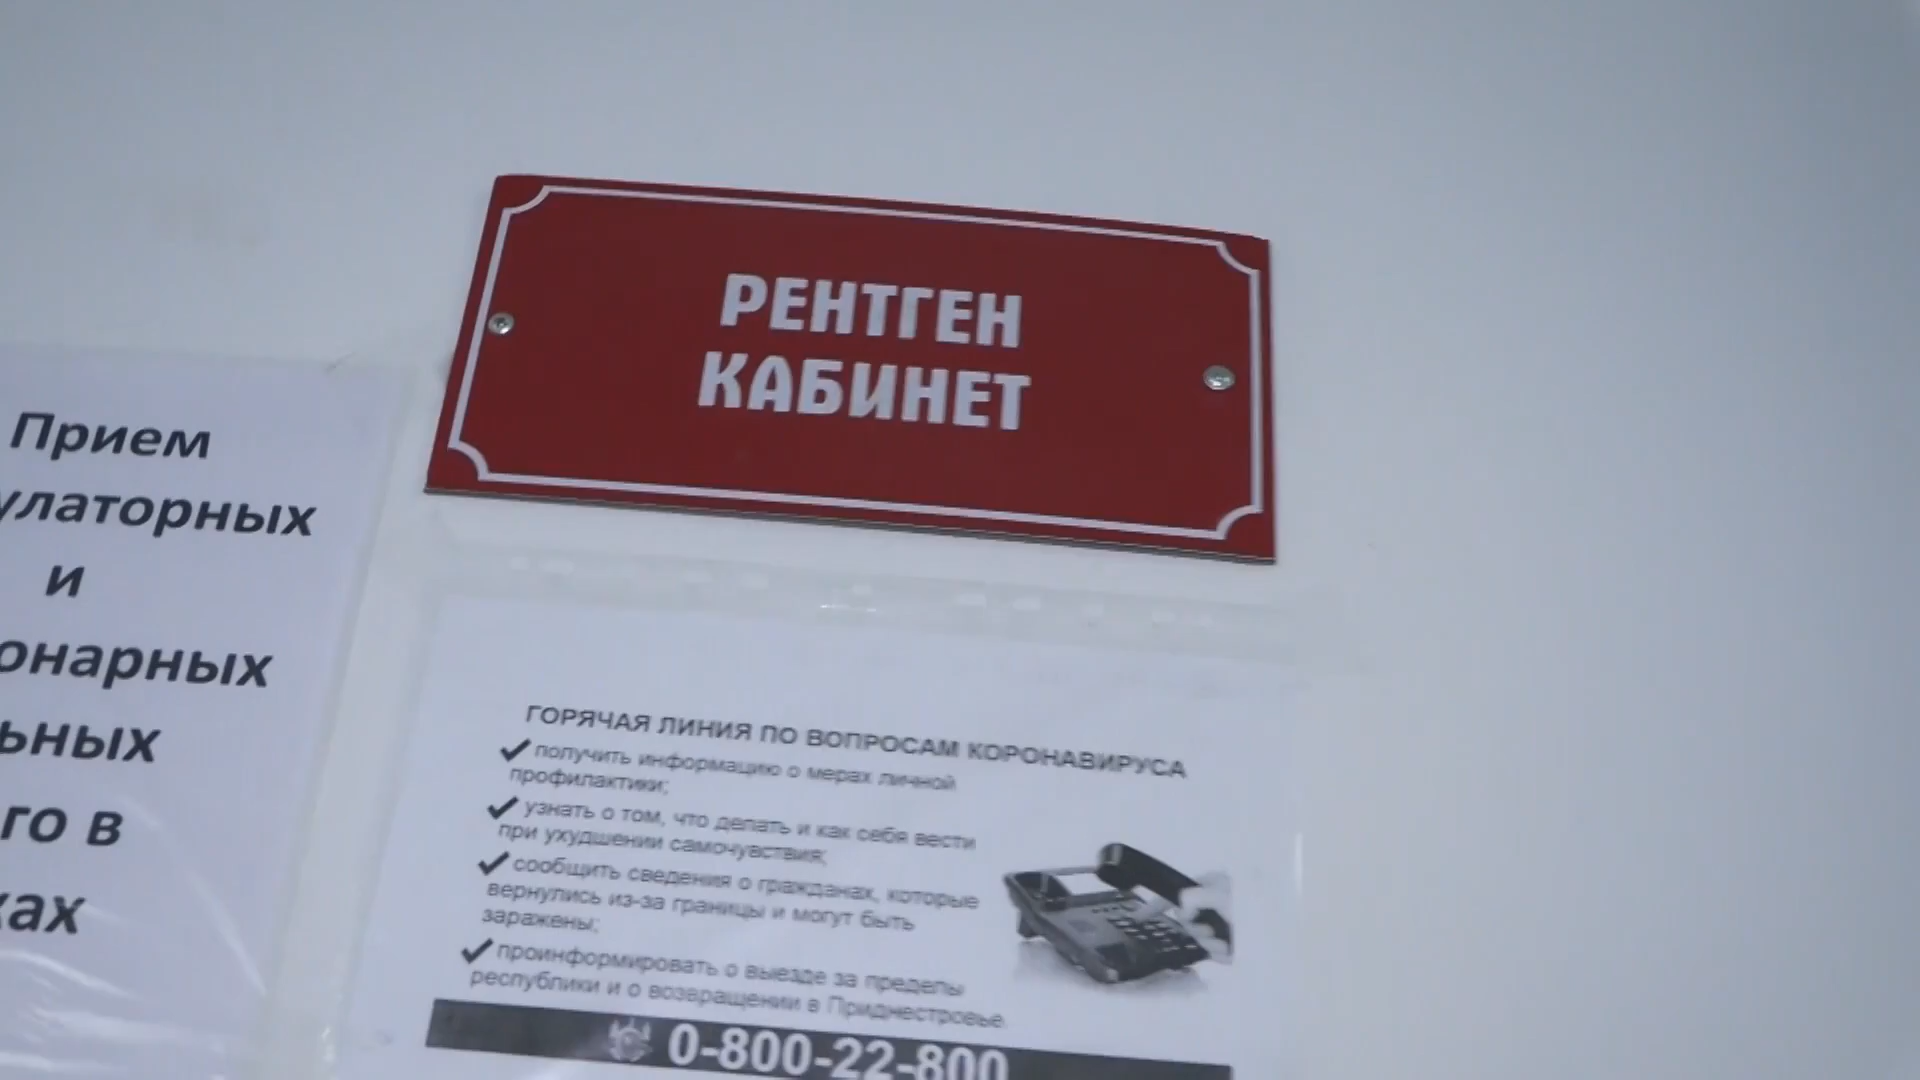 РЕНТГЕН
КАБИНЕТ
Прием
улаторных
и
онарных
ьных
го в
ках
ГОРЯЧАЯ ЛИНИЯ ПО ВОПРОСАМ КОРОНАВИРУСА
получить информацию о мерах личной
профилактики;
узнать о том, что делать и как себя вести
при ухудшении самочувствия;
сообщить сведения о гражданах, которые
вернулись из-за границы и могут быть
заражены;
проинформировать о выезде за пределы
республики и о возвращении в Приднестровье
0-800-22-800